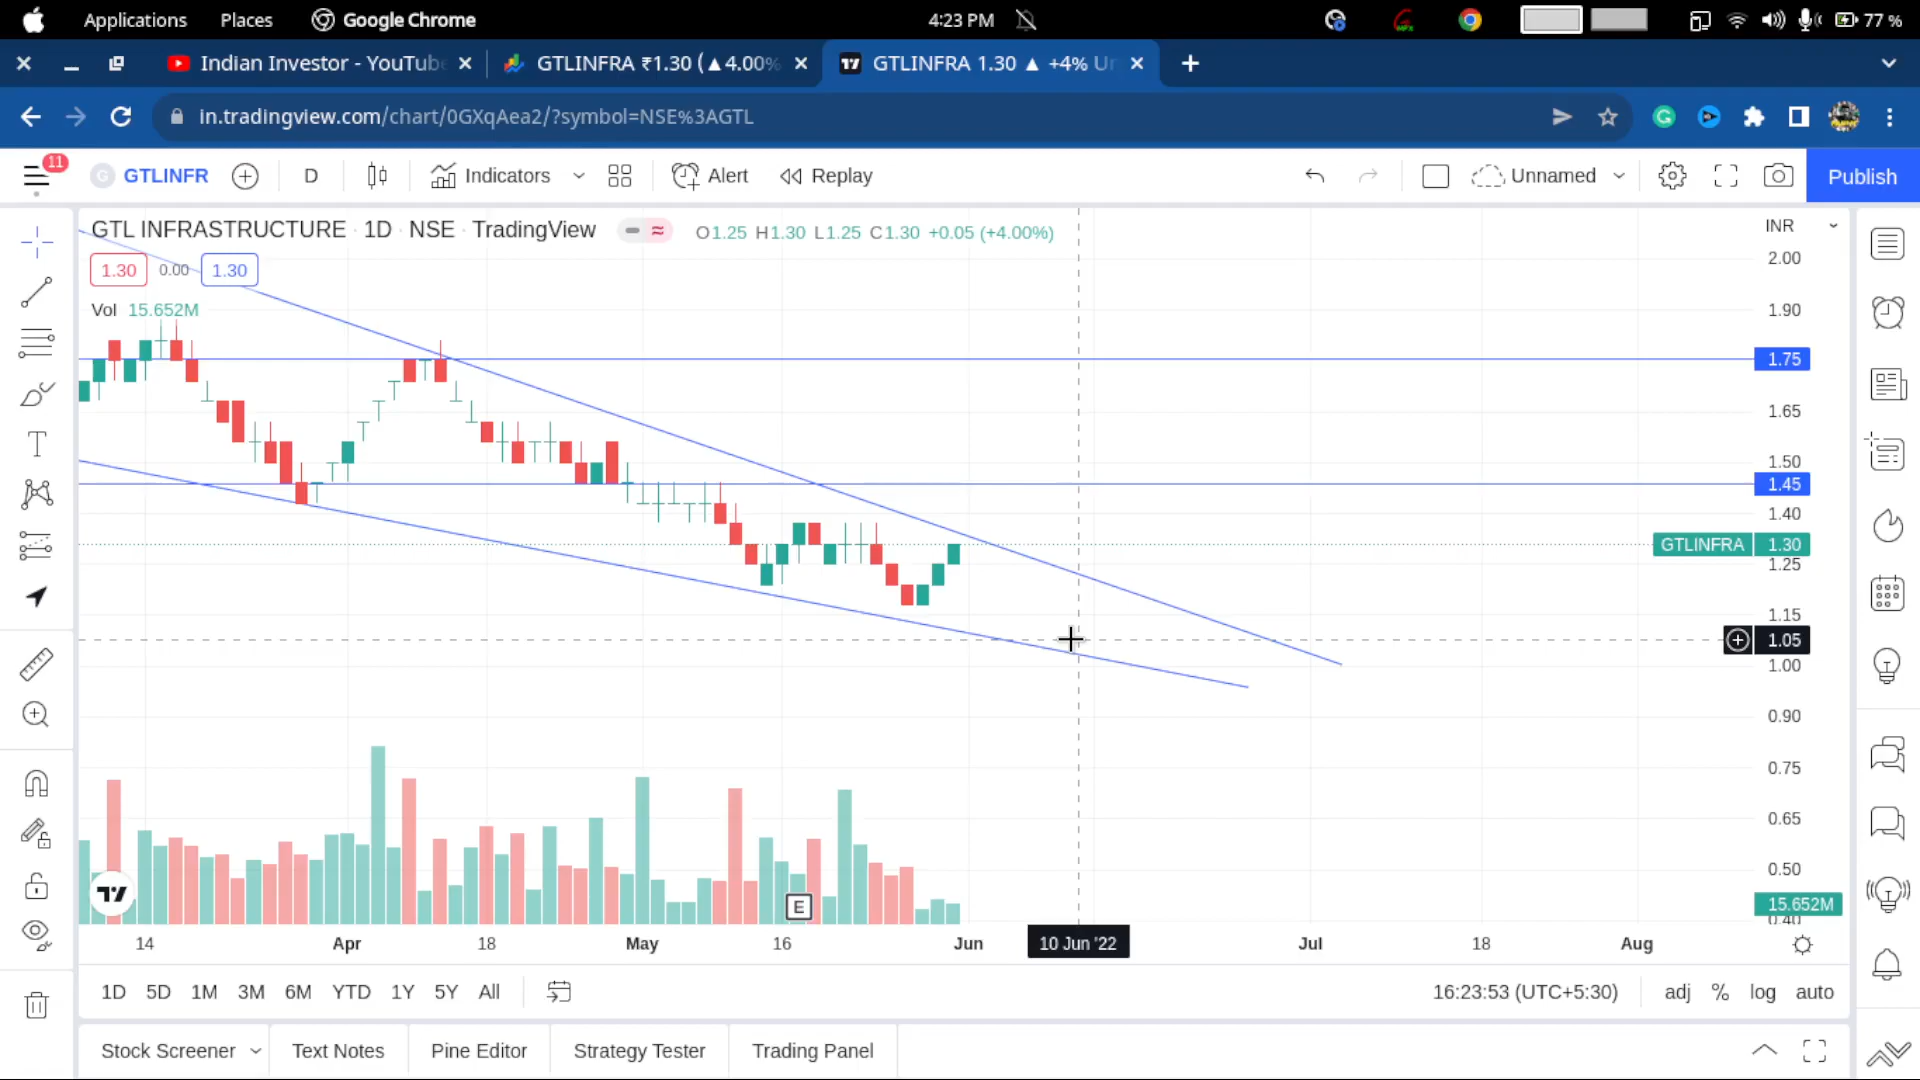 Applications Places Google Chrome 4:23 PM 77 %
Indian Investor - YouTube GTLINFRA ₹1.30 (▲4.00% GTLINFRA 1.30 ▲ +4% Un
in.tradingview.com/chart/0GXqAea2/?symbol=NSE%3AGTL
11
GTLINFR D Indicators Alert Replay Unnamed Publish
GTL INFRASTRUCTURE · 1D · NSE · TradingView O1.25 H1.30 L1.25 C1.30 +0.05 (+4.00%)
INR
1.30 0.00 1.30
Vol 15.652M
2.00
1.90
1.75
1.65
1.50
1.45
1.40
GTLINFRA 1.30
1.25
1.15
1.05
1.00
0.90
0.75
0.65
0.50
15.652M
0.40
E
14 Apr 18 May 16 Jun 10 Jun '22 Jul 18 Aug
1D 5D 1M 3M 6M YTD 1Y 5Y All 16:23:53 (UTC+5:30) adj % log auto
Stock Screener Text Notes Pine Editor Strategy Tester Trading Panel